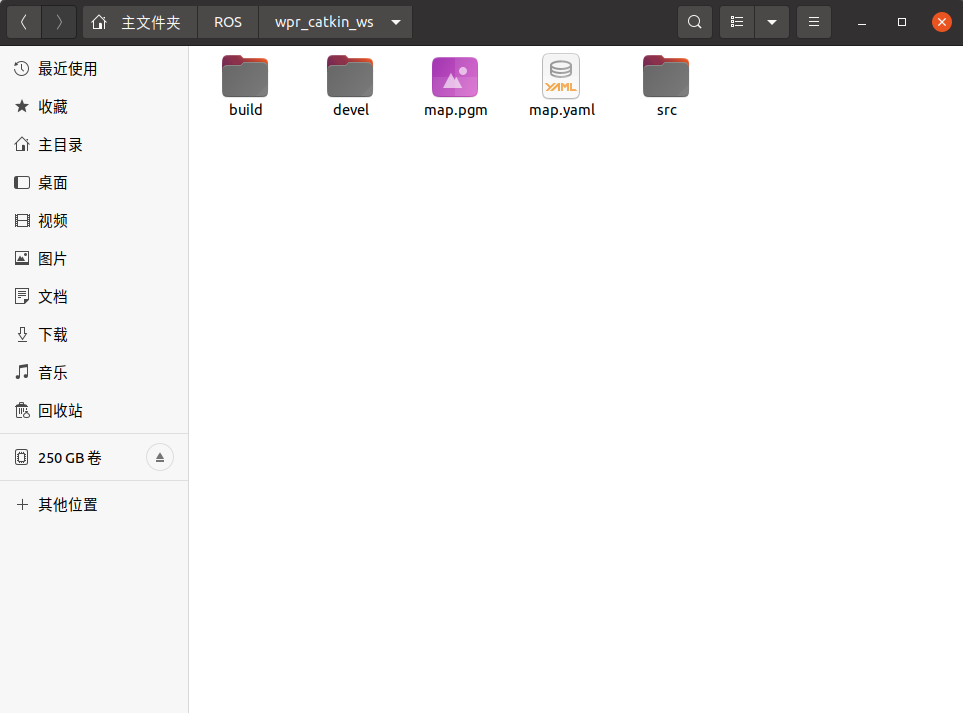 主文件夹 ROS wpr_catkin_ws
最近使用
收藏
主目录
桌面
视频
图片
文档
下载
音乐
回收站
250 GB 卷
其他位置
build devel map.pgm YAML map.yaml src